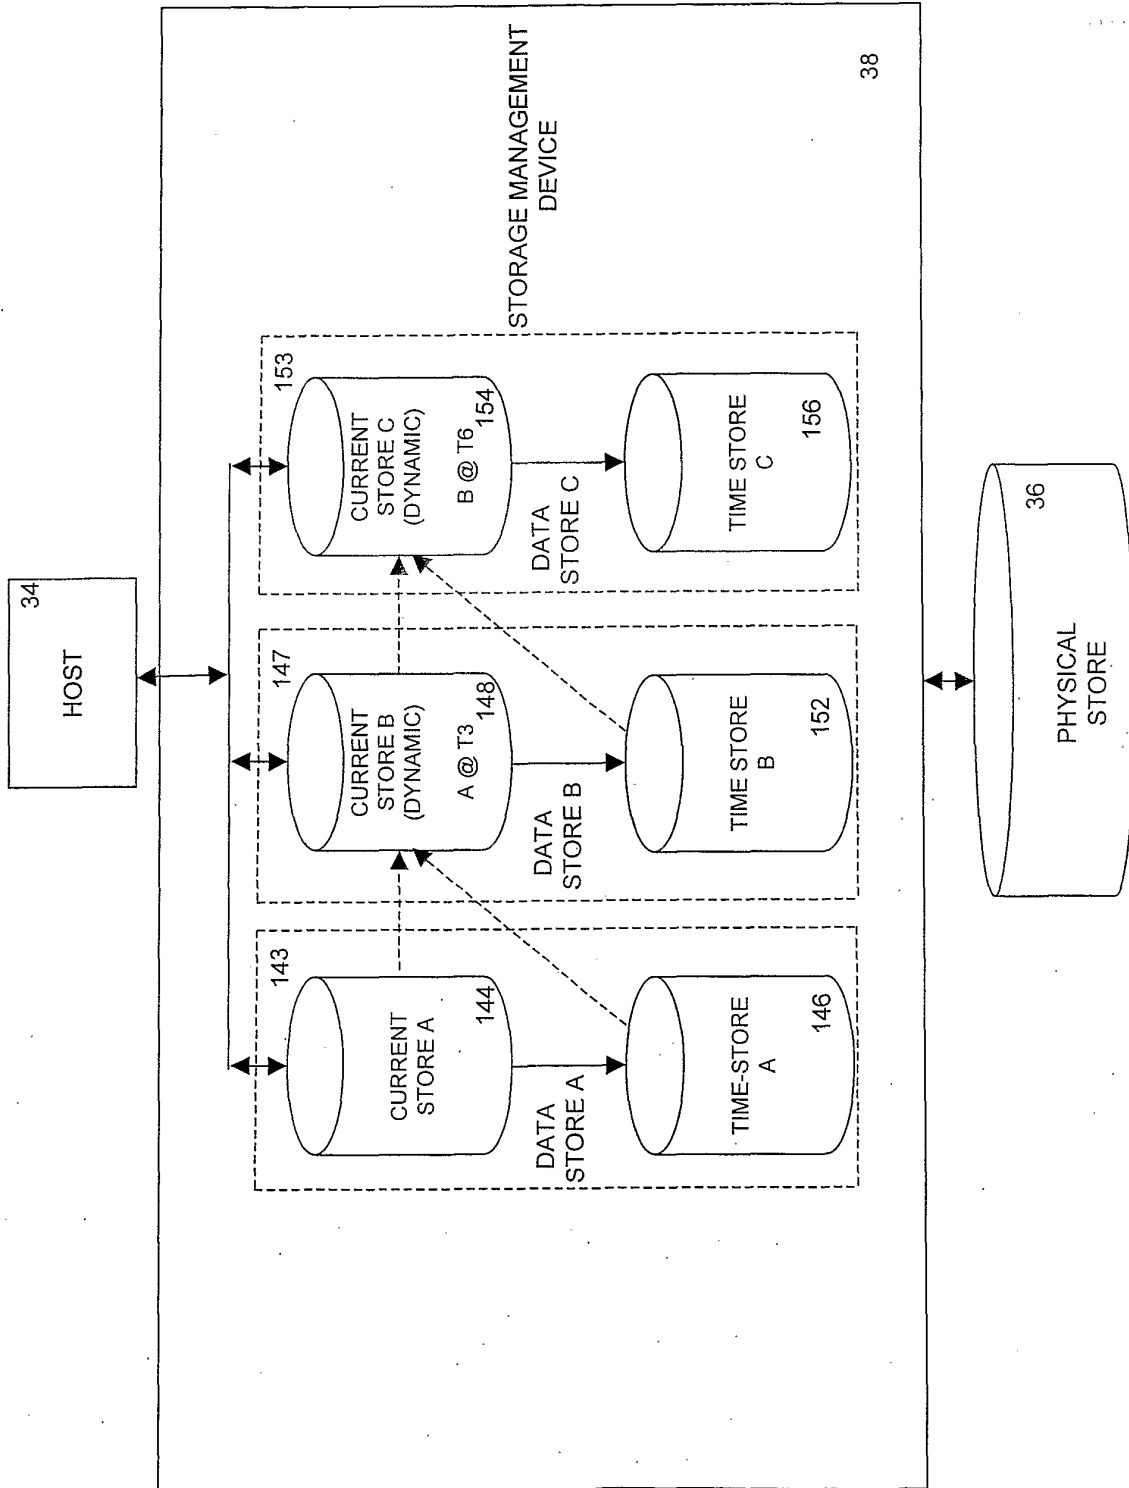 HOST
34
STORAGE MANAGEMENT
DEVICE
38
143
CURRENT
STORE A
144
DATA
STORE A
TIME-STORE
A
146
147
CURRENT
STORE B
(DYNAMIC)
A @ T3
148
DATA
STORE B
TIME STORE
B
152
153
CURRENT
STORE C
(DYNAMIC)
B @ T6
154
DATA
STORE C
TIME STORE
C
156
PHYSICAL
STORE
36